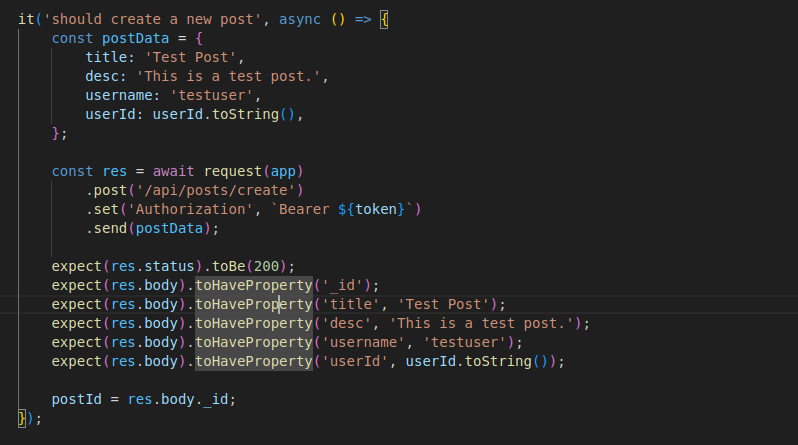 it('should create a new post', async () => {
    const postData = {
        title: 'Test Post',
        desc: 'This is a test post.',
        username: 'testuser',
        userId: userId.toString(),
    };
    const res = await request(app)
        .post('/api/posts/create')
        .set('Authorization', `Bearer ${token}`)
        .send(postData);
    expect(res.status).toBe(200);
    expect(res.body).toHaveProperty('_id');
    expect(res.body).toHaveProperty('title', 'Test Post');
    expect(res.body).toHaveProperty('desc', 'This is a test post.');
    expect(res.body).toHaveProperty('username', 'testuser');
    expect(res.body).toHaveProperty('userId', userId.toString());
    postId = res.body._id;
});